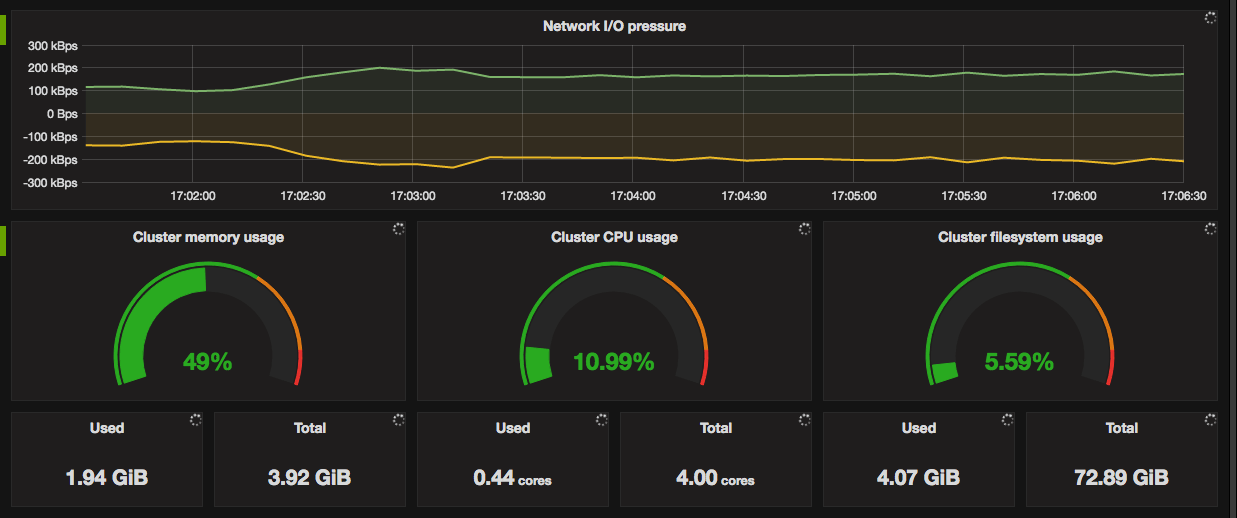 Network I/O pressure
300 kBps
200 kBps
100 kBps
0 Bps
-100 kBps
-200 kBps
-300 kBps
17:02:00 17:02:30 17:03:00 17:03:30 17:04:00 17:04:30 17:05:00 17:05:30 17:06:00 17:06:30
Cluster memory usage Cluster CPU usage Cluster filesystem usage
49% 10.99% 5.59%
Used Total Used Total Used Total
1.94 GiB 3.92 GiB 0.44 cores 4.00 cores 4.07 GiB 72.89 GiB